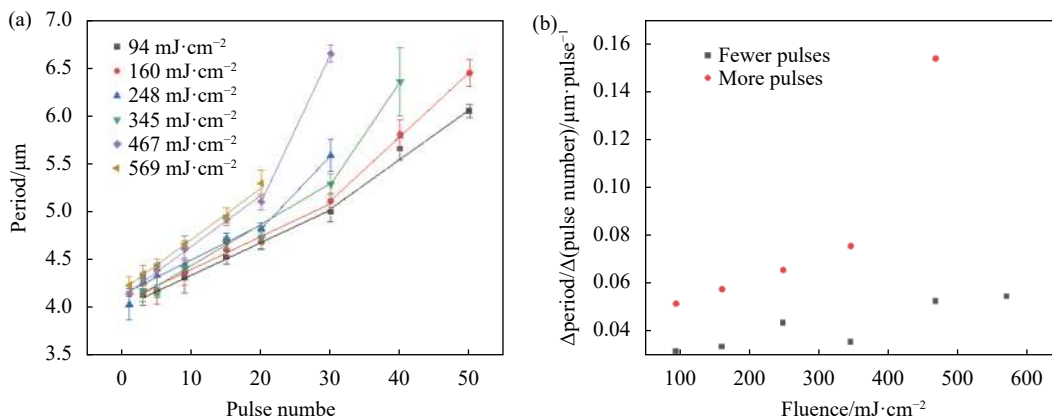 (a)
7.0
6.5
6.0
5.5
5.0
4.5
4.0
3.5
Period/μm
94 mJ·cm⁻²
160 mJ·cm⁻²
248 mJ·cm⁻²
345 mJ·cm⁻²
467 mJ·cm⁻²
569 mJ·cm⁻²
0 10 20 30 40 50
Pulse numbe
(b)
0.16
0.14
0.12
0.10
0.08
0.06
0.04
Δperiod/Δ(pulse number)/μm·pulse⁻¹
Fewer pulses
More pulses
100 200 300 400 500 600
Fluence/mJ·cm⁻²